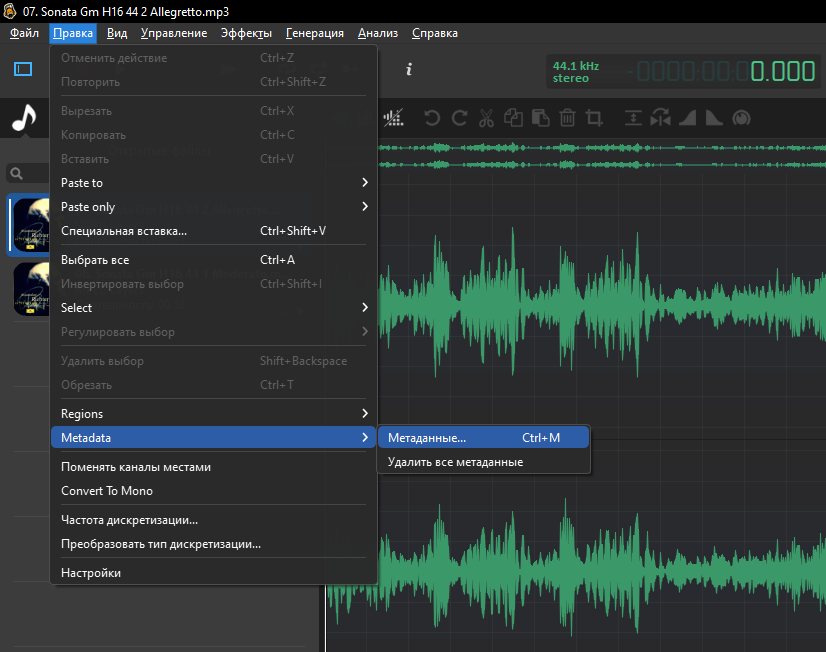 07. Sonata Gm H16 44 2 Allegretto.mp3
Файл Правка Вид Управление Эффекты Генерация Анализ Справка
44.1 kHz
stereo
0.000
Отменить действие Ctrl+Z
Повторить Ctrl+Shift+Z
Вырезать Ctrl+X
Копировать Ctrl+C
Вставить Ctrl+V
Paste to
Paste only
Специальная вставка... Ctrl+Shift+V
Выбрать все Ctrl+A
Инвертировать выбор Ctrl+Shift+I
Select
Регулировать выбор
Удалить выбор Shift+Backspace
Обрезать Ctrl+T
Regions
Metadata
Метаданные... Ctrl+M
Удалить все метаданные
Поменять каналы местами
Convert To Mono
Частота дискретизации...
Преобразовать тип дискретизации...
Настройки